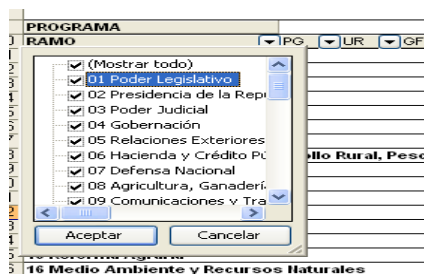 PROGRAMA
RAMO PG UR GF
(Mostrar todo)
01 Poder Legislativo
02 Presidencia de la Rep
03 Poder Judicial
04 Gobernación
05 Relaciones Exteriores
06 Hacienda y Crédito Pú
07 Defensa Nacional
ollo Rural, Pesc
08 Agricultura, Ganaderí
09 Comunicaciones y Tra
Aceptar Cancelar
16 Medio Ambiente y Recursos Naturales